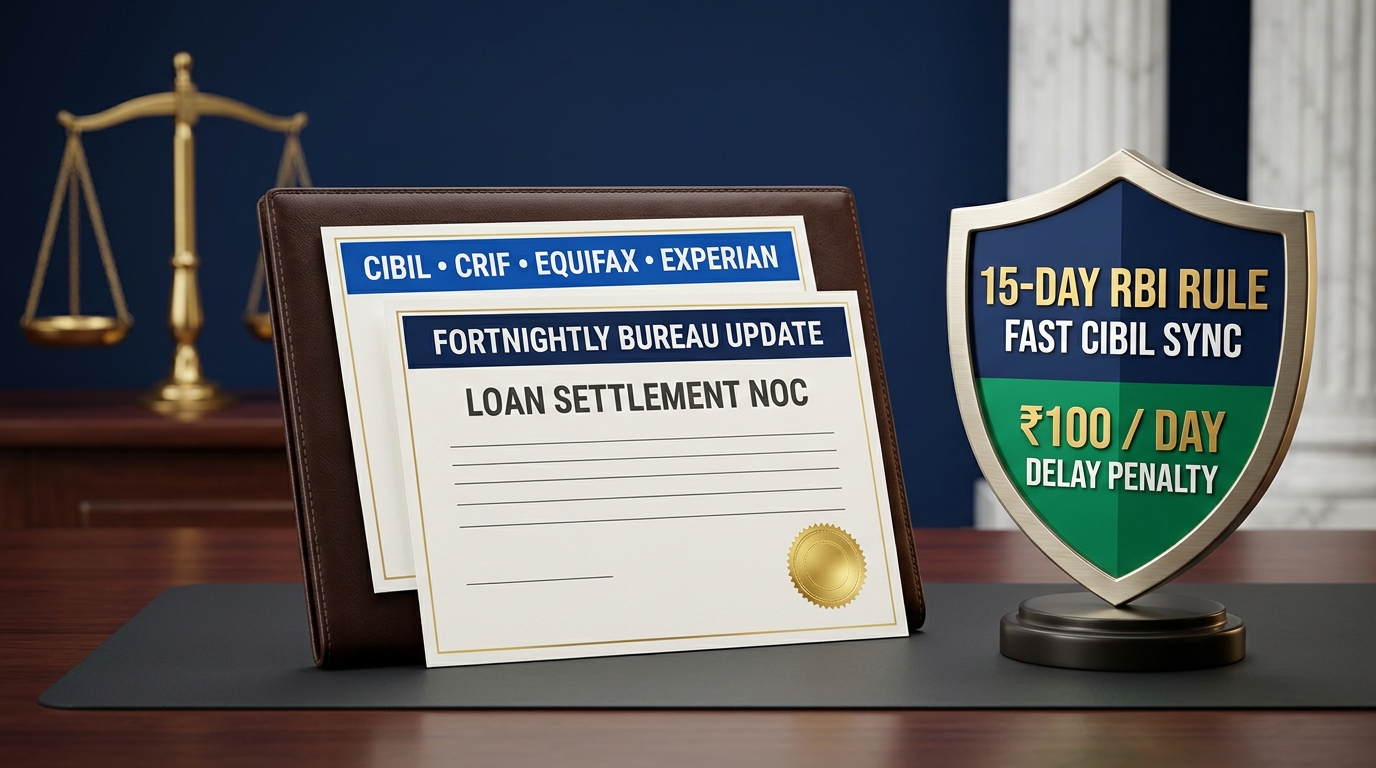 CIBIL • CRIF • EQUIFAX • EXPERIAN
FORTNIGHTLY BUREAU UPDATE
LOAN SETTLEMENT NOC
15-DAY RBI RULE
FAST CIBIL SYNC
₹100 / DAY
DELAY PENALTY